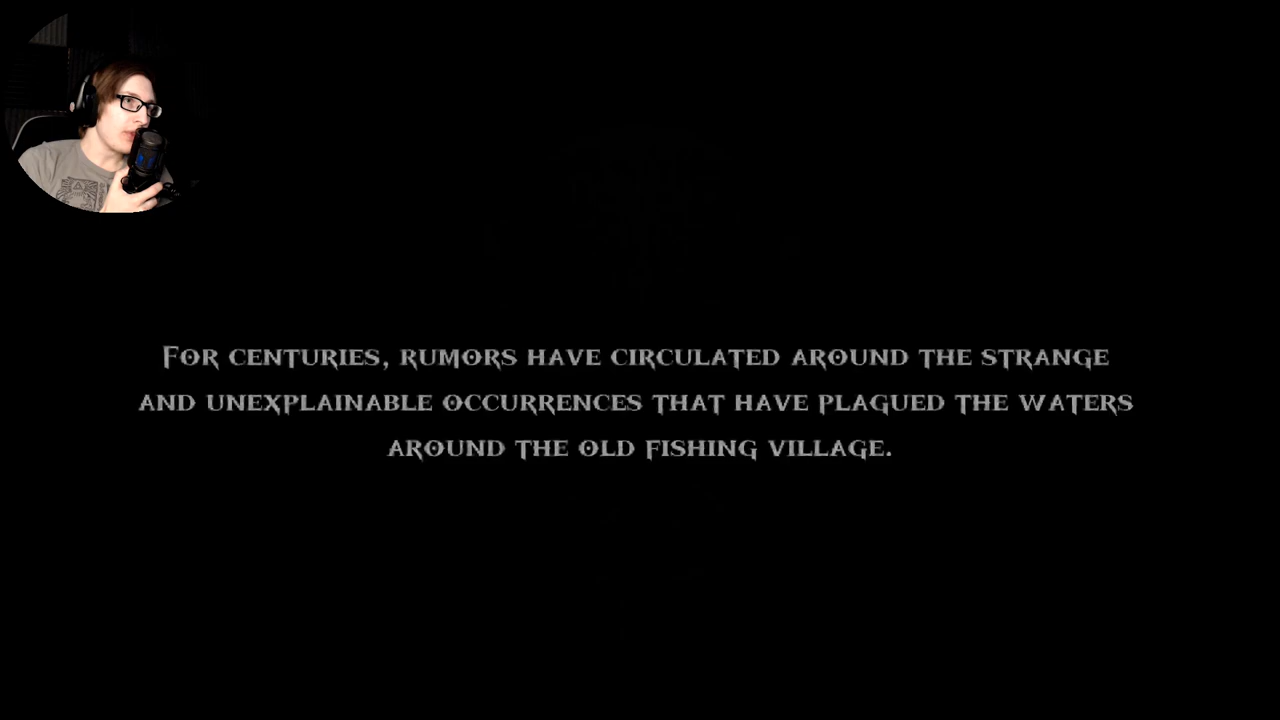 For centuries, rumors have circulated around the strange
and unexplainable occurrences that have plagued the waters
around the old fishing village.